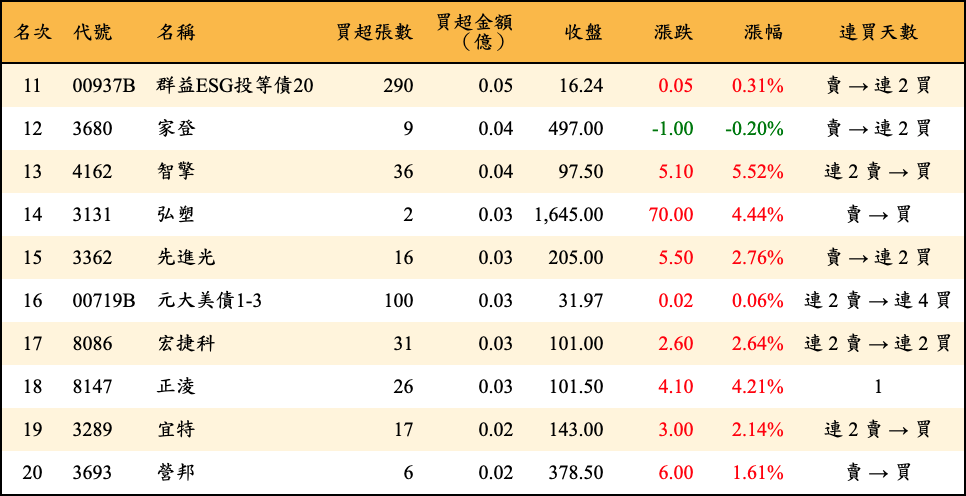 名次 代號 名稱 買超張數 買超金額（億） 收盤 漲跌 漲幅 連買天數
11 00937B 群益ESG投等債20 290 0.05 16.24 0.05 0.31% 賣 → 連 2 買
12 3680 家登 9 0.04 497.00 -1.00 -0.20% 賣 → 連 2 買
13 4162 智擎 36 0.04 97.50 5.10 5.52% 連 2 賣 → 買
14 3131 弘塑 2 0.03 1,645.00 70.00 4.44% 賣 → 買
15 3362 先進光 16 0.03 205.00 5.50 2.76% 賣 → 連 2 買
16 00719B 元大美債1-3 100 0.03 31.97 0.02 0.06% 連 2 賣 → 連 4 買
17 8086 宏捷科 31 0.03 101.00 2.60 2.64% 連 2 賣 → 連 2 買
18 8147 正淩 26 0.03 101.50 4.10 4.21% 1
19 3289 宜特 17 0.02 143.00 3.00 2.14% 連 2 賣 → 買
20 3693 營邦 6 0.02 378.50 6.00 1.61% 賣 → 買